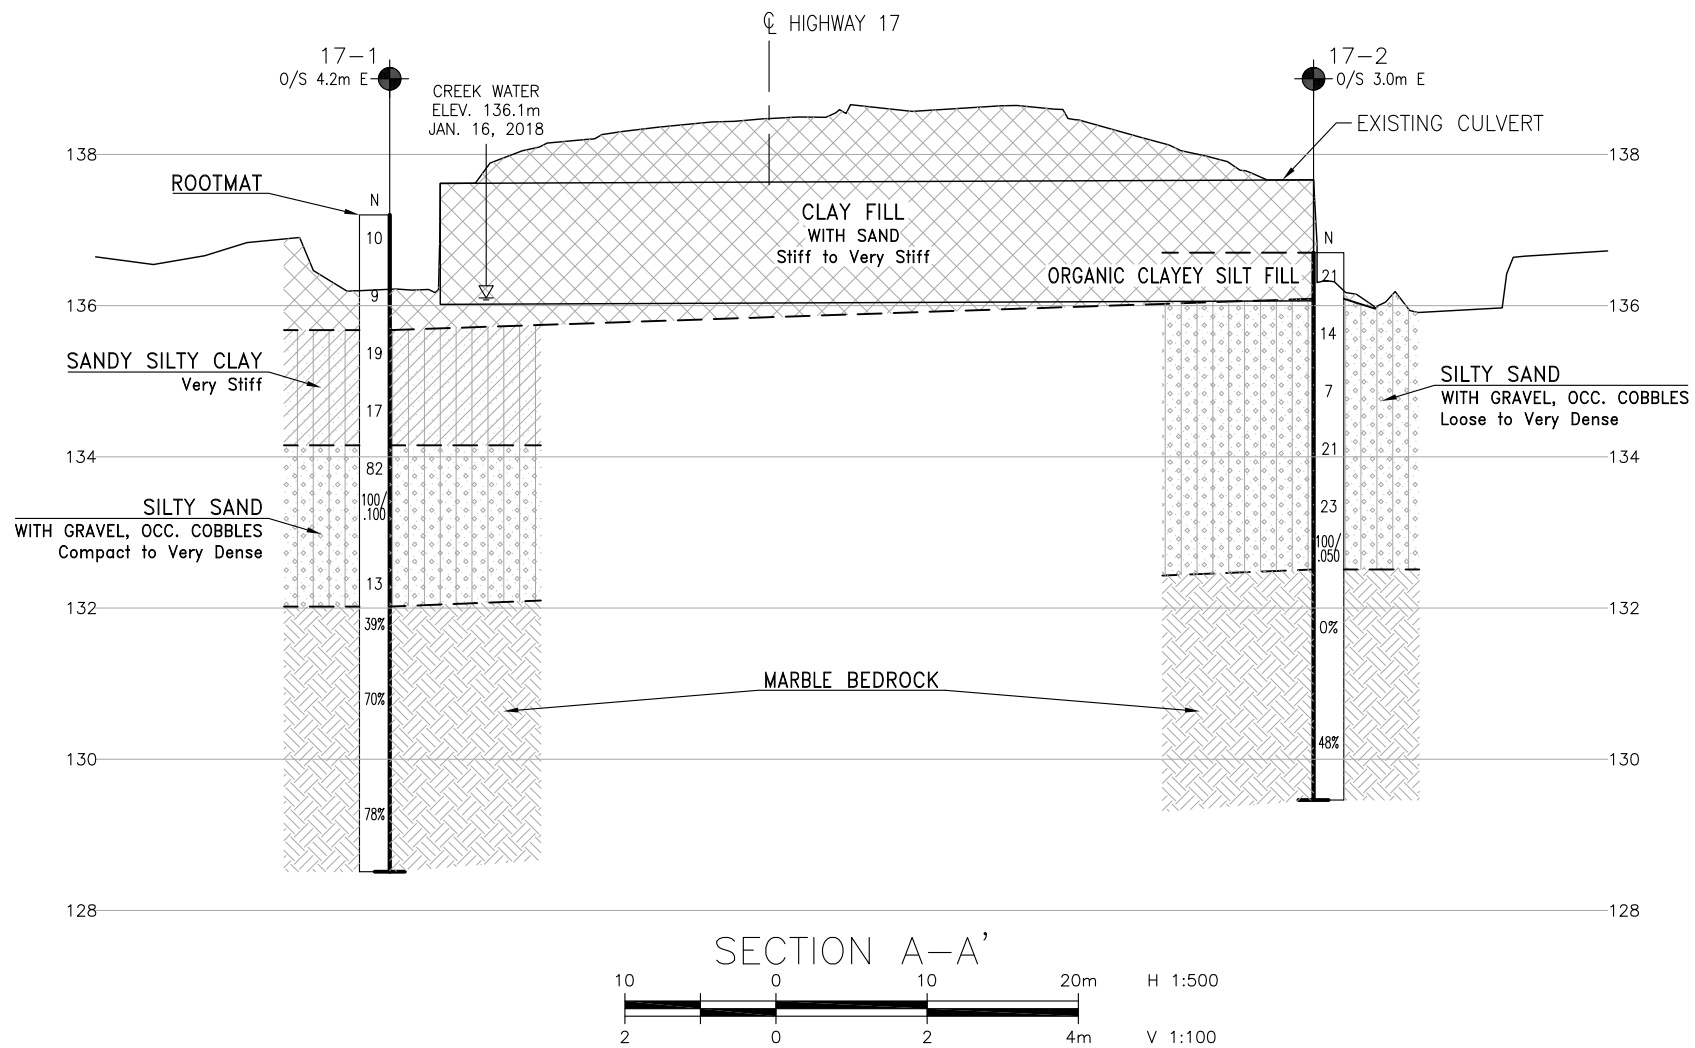 ℄ HIGHWAY 17
17-1
O/S 4.2m E
17-2
O/S 3.0m E
CREEK WATER
ELEV. 136.1m
JAN. 16, 2018
EXISTING CULVERT
138
138
ROOTMAT
N
10
9
19
17
82
100/
.100
13
39%
70%
78%
CLAY FILL
WITH SAND
Stiff to Very Stiff
ORGANIC CLAYEY SILT FILL
N
21
14
7
21
23
100/
.050
0%
48%
136
136
SANDY SILTY CLAY
Very Stiff
SILTY SAND
WITH GRAVEL, OCC. COBBLES
Loose to Very Dense
134
134
SILTY SAND
WITH GRAVEL, OCC. COBBLES
Compact to Very Dense
132
132
MARBLE BEDROCK
130
130
128
128
SECTION A-A'
10 0 10 20m H 1:500
2 0 2 4m V 1:100